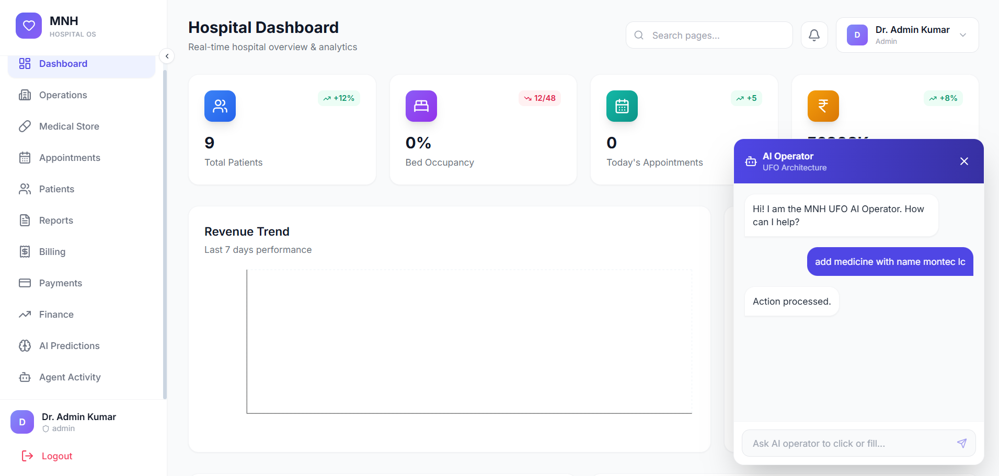 MNH
HOSPITAL OS
Dashboard
Operations
Medical Store
Appointments
Patients
Reports
Billing
Payments
Finance
AI Predictions
Agent Activity
D
Dr. Admin Kumar
admin
Logout
Hospital Dashboard
Real-time hospital overview & analytics
Search pages...
D
Dr. Admin Kumar
Admin
+12%
9
Total Patients
12/48
0%
Bed Occupancy
+5
0
Today's Appointments
+8%
Revenue Trend
Last 7 days performance
AI Operator
UFO Architecture
Hi! I am the MNH UFO AI Operator. How
can I help?
add medicine with name montec lc
Action processed.
Ask AI operator to click or fill...